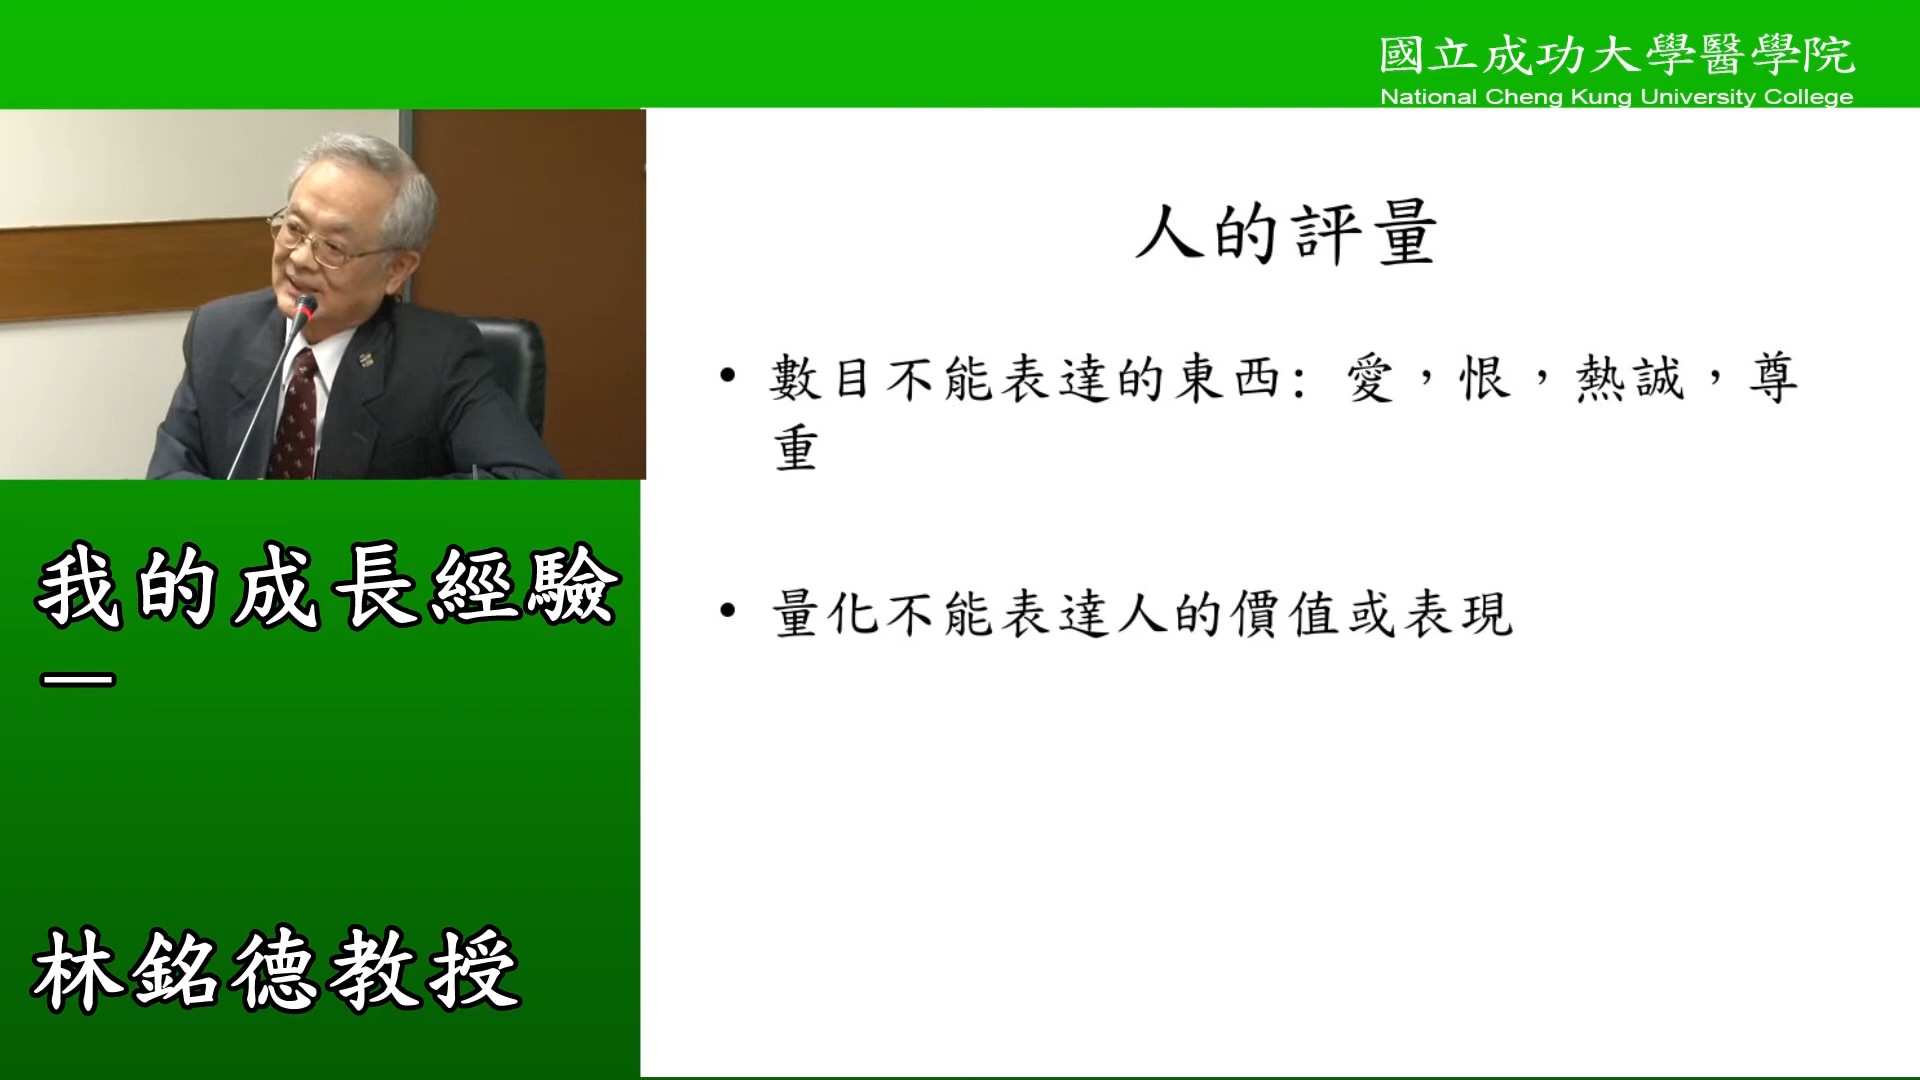 國立成功大學醫學院
National Cheng Kung University College
人的評量
• 數目不能表達的東西: 愛，恨，熱誠，尊
重
• 量化不能表達人的價值或表現
我的成長經驗
一
林銘德教授